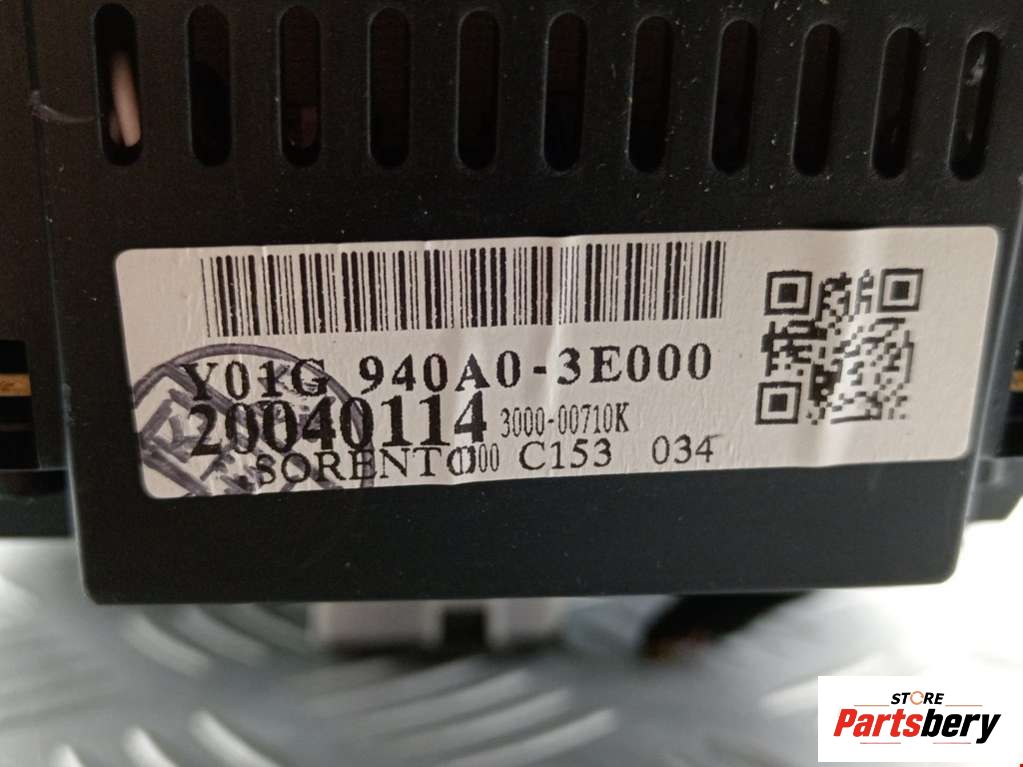 Y01G 940A0-3E000
20040114 3000-00710K
SORENTO C153 034
STORE
Partsbery